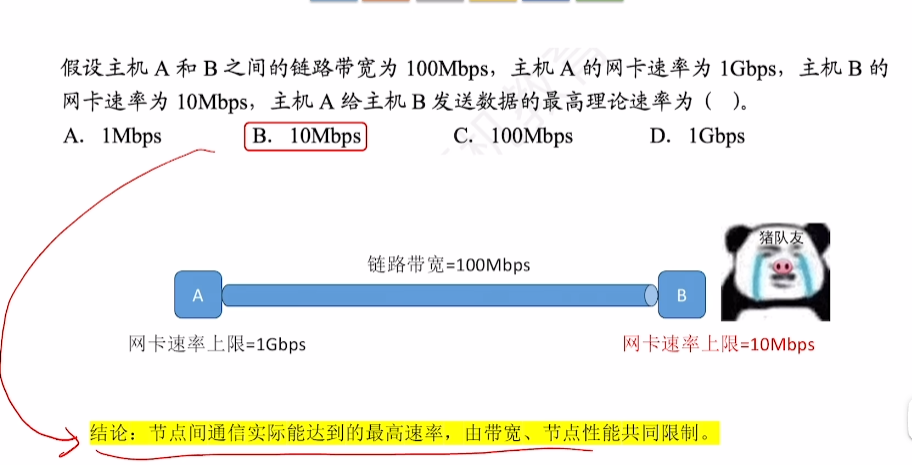 假设主机 A 和 B 之间的链路带宽为 100Mbps，主机 A 的网卡速率为 1Gbps，主机 B 的
网卡速率为 10Mbps，主机 A 给主机 B 发送数据的最高理论速率为（ ）。
A. 1Mbps B. 10Mbps C. 100Mbps D. 1Gbps
猪队友
链路带宽=100Mbps
A B
网卡速率上限=1Gbps 网卡速率上限=10Mbps
结论：节点间通信实际能达到的最高速率，由带宽、节点性能共同限制。